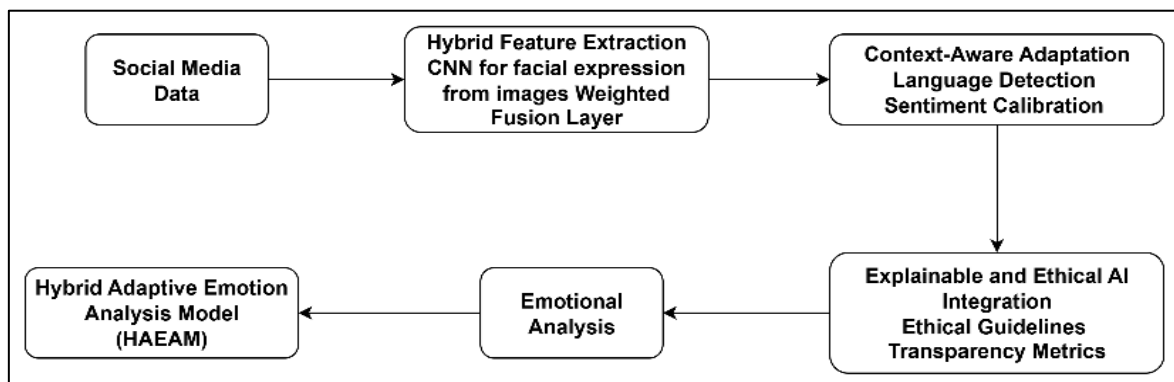 Social Media
Data
Hybrid Feature Extraction
CNN for facial expression
from images Weighted
Fusion Layer
Context-Aware Adaptation
Language Detection
Sentiment Calibration
Explainable and Ethical AI
Integration
Ethical Guidelines
Transparency Metrics
Emotional
Analysis
Hybrid Adaptive Emotion
Analysis Model
(HAEAM)